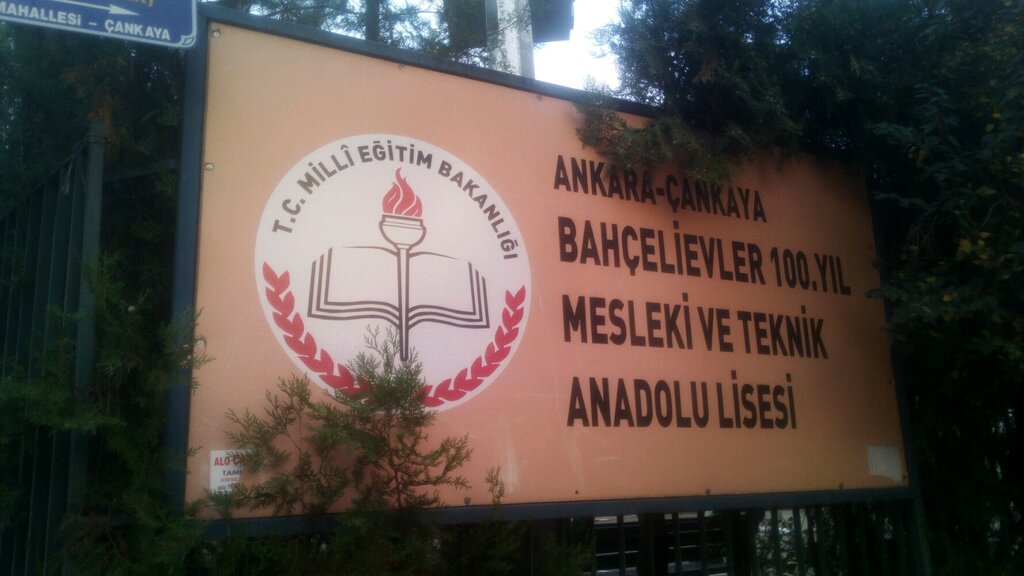 MAHALLESİ - ÇANKAYA
T.C. MİLLÎ EĞİTİM BAKANLIĞI
ANKARA-ÇANKAYA
BAHÇELİEVLER 100.YIL
MESLEKİ VE TEKNİK
ANADOLU LİSESİ
ALO